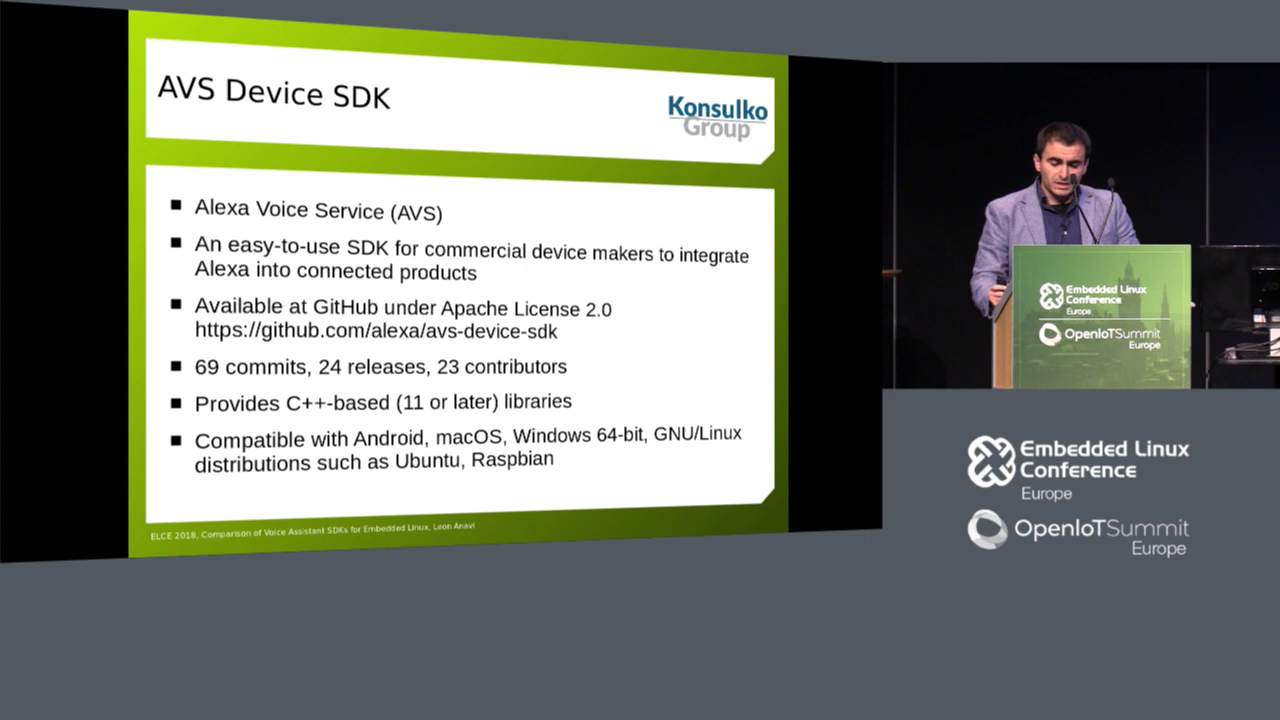 AVS Device SDK
Konsulko
Group
Alexa Voice Service (AVS)
An easy-to-use SDK for commercial device makers to integrate
Alexa into connected products
Available at GitHub under Apache License 2.0
https://github.com/alexa/avs-device-sdk
69 commits, 24 releases, 23 contributors
Provides C++-based (11 or later) libraries
Compatible with Android, macOS, Windows 64-bit, GNU/Linux
distributions such as Ubuntu, Raspbian
ELCE 2018, Comparison of Voice Assistant SDKs for Embedded Linux, Leon Anavi
Embedded Linux
Conference
Europe
OpenIoTSummit
Europe
Embedded Linux
Conference
Europe
OpenIoTSummit
Europe